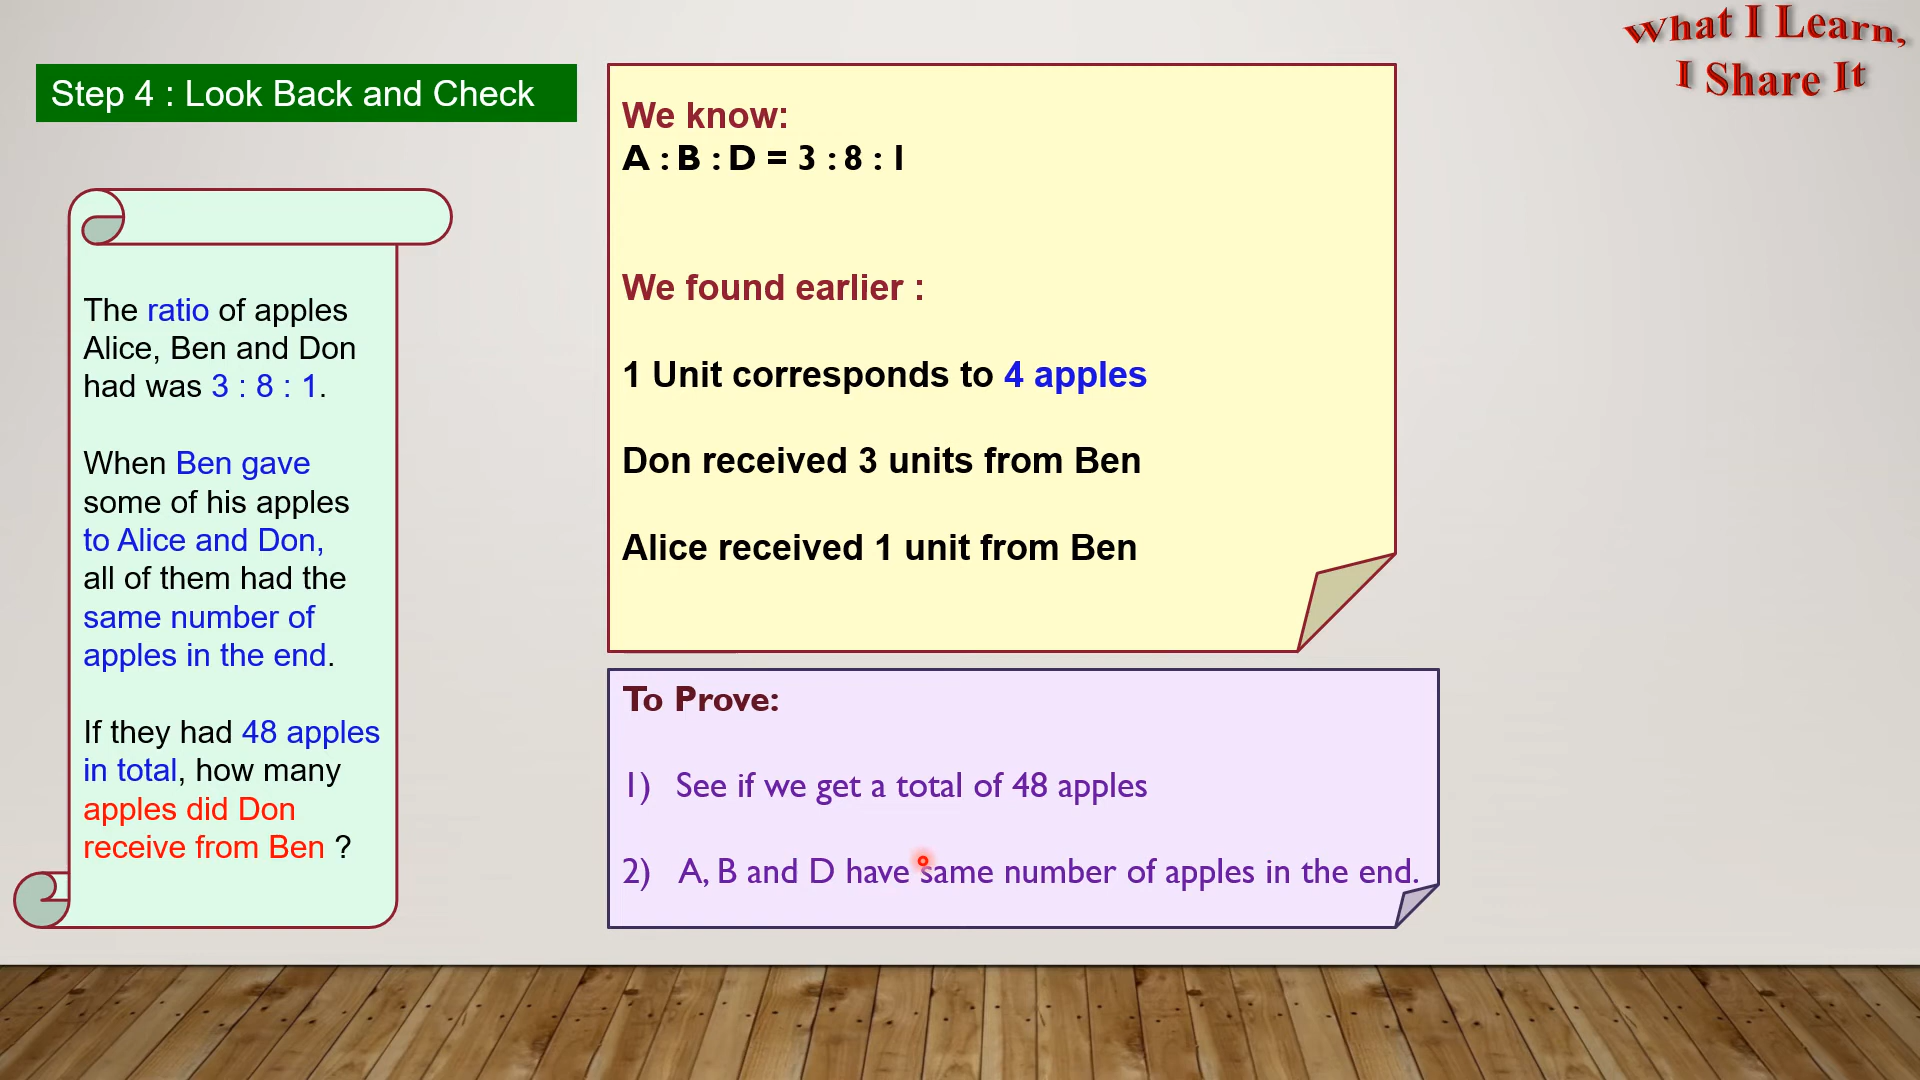 What I Learn,
I Share It
Step 4 : Look Back and Check
The ratio of apples
Alice, Ben and Don
had was 3 : 8 : 1.
When Ben gave
some of his apples
to Alice and Don,
all of them had the
same number of
apples in the end.
If they had 48 apples
in total, how many
apples did Don
receive from Ben ?
We know:
A : B : D = 3 : 8 : 1
We found earlier :
1 Unit corresponds to 4 apples
Don received 3 units from Ben
Alice received 1 unit from Ben
To Prove:
1) See if we get a total of 48 apples
2) A, B and D have same number of apples in the end.